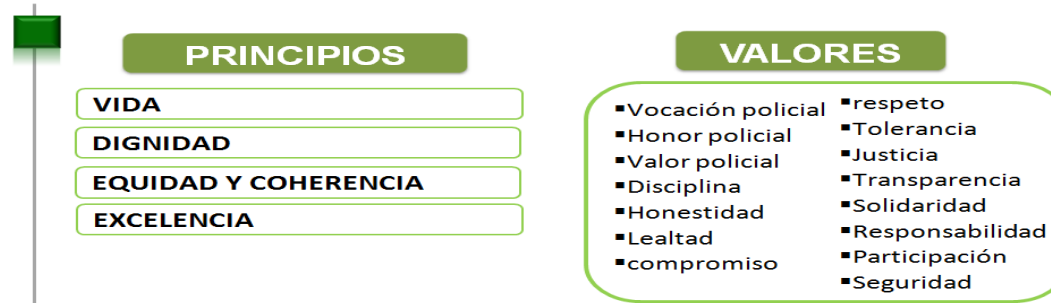 PRINCIPIOS
VIDA
DIGNIDAD
EQUIDAD Y COHERENCIA
EXCELENCIA
VALORES
▪Vocación policial
▪Honor policial
▪Valor policial
▪Disciplina
▪Honestidad
▪Lealtad
▪compromiso
▪respeto
▪Tolerancia
▪Justicia
▪Transparencia
▪Solidaridad
▪Responsabilidad
▪Participación
▪Seguridad